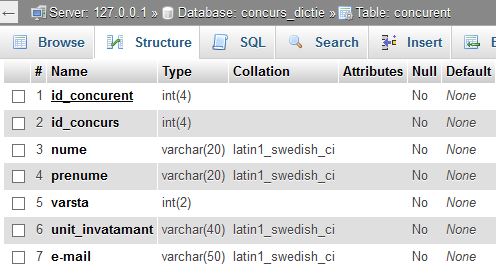 ← Server: 127.0.0.1 » Database: concurs_dictie » Table: concurent
Browse Structure SQL Search Insert
# Name Type Collation Attributes Null Default
1 id_concurent int(4) No None
2 id_concurs int(4) No None
3 nume varchar(20) latin1_swedish_ci No None
4 prenume varchar(20) latin1_swedish_ci No None
5 varsta int(2) No None
6 unit_invatamant varchar(40) latin1_swedish_ci No None
7 e-mail varchar(50) latin1_swedish_ci No None